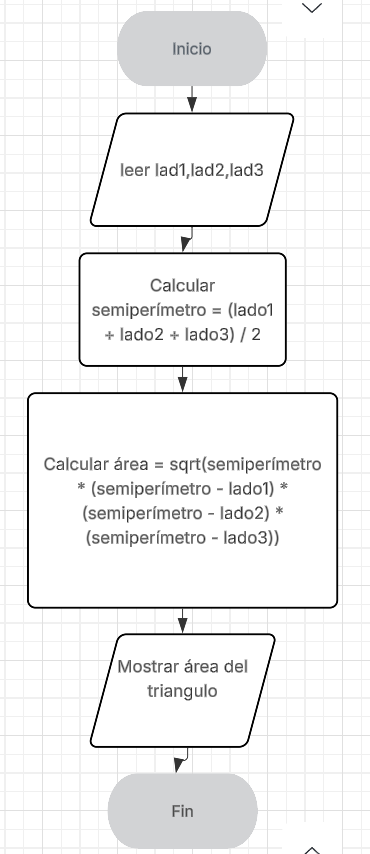 Inicio
leer lad1,lad2,lad3
Calcular
semiperímetro = (lado1
+ lado2 + lado3) / 2
Calcular área = sqrt(semiperímetro
* (semiperímetro - lado1) *
(semiperímetro - lado2) *
(semiperímetro - lado3))
Mostrar área del
triangulo
Fin